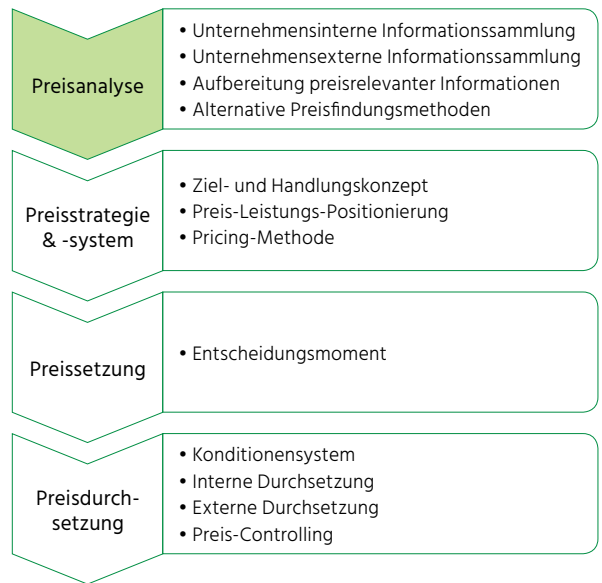 Preisanalyse
• Unternehmensinterne Informationssammlung
• Unternehmensexterne Informationssammlung
• Aufbereitung preisrelevanter Informationen
• Alternative Preisfindungsmethoden
Preisstrategie
& -system
• Ziel- und Handlungskonzept
• Preis-Leistungs-Positionierung
• Pricing-Methode
Preissetzung
• Entscheidungsmoment
Preisdurch-
setzung
• Konditionensystem
• Interne Durchsetzung
• Externe Durchsetzung
• Preis-Controlling